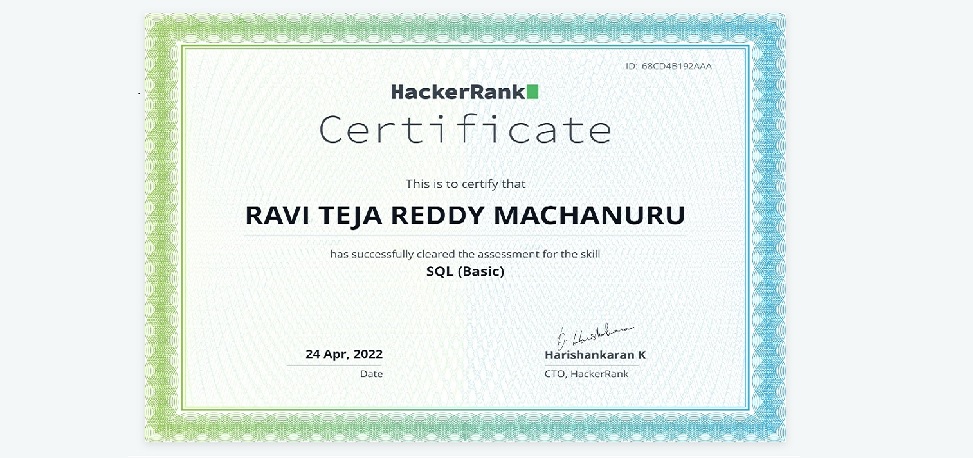 ID: 68CD4B192AAA
HackerRank
Certificate
This is to certify that
RAVI TEJA REDDY MACHANURU
has successfully cleared the assessment for the skill
SQL (Basic)
24 Apr, 2022
Date
Harishankaran K
CTO, HackerRank